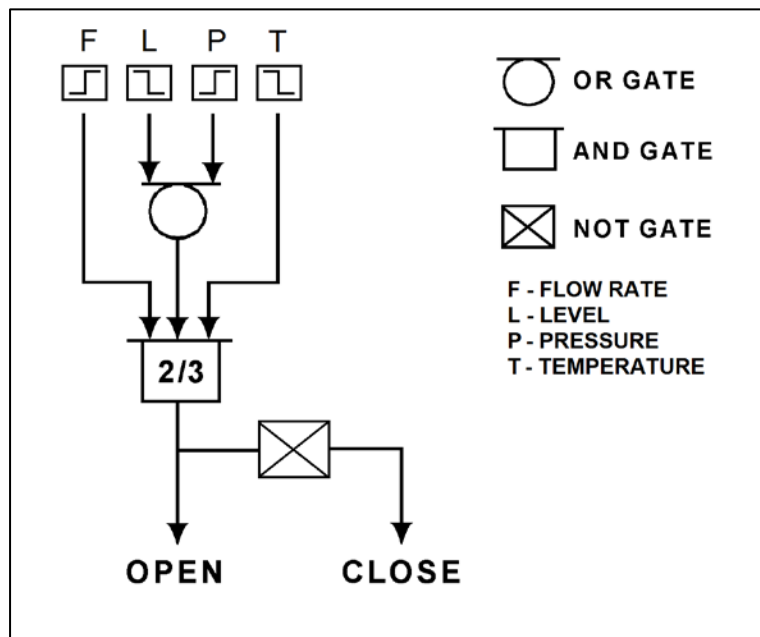 F L P T
OR GATE
AND GATE
NOT GATE
F - FLOW RATE
L - LEVEL
P - PRESSURE
T - TEMPERATURE
2/3
OPEN CLOSE